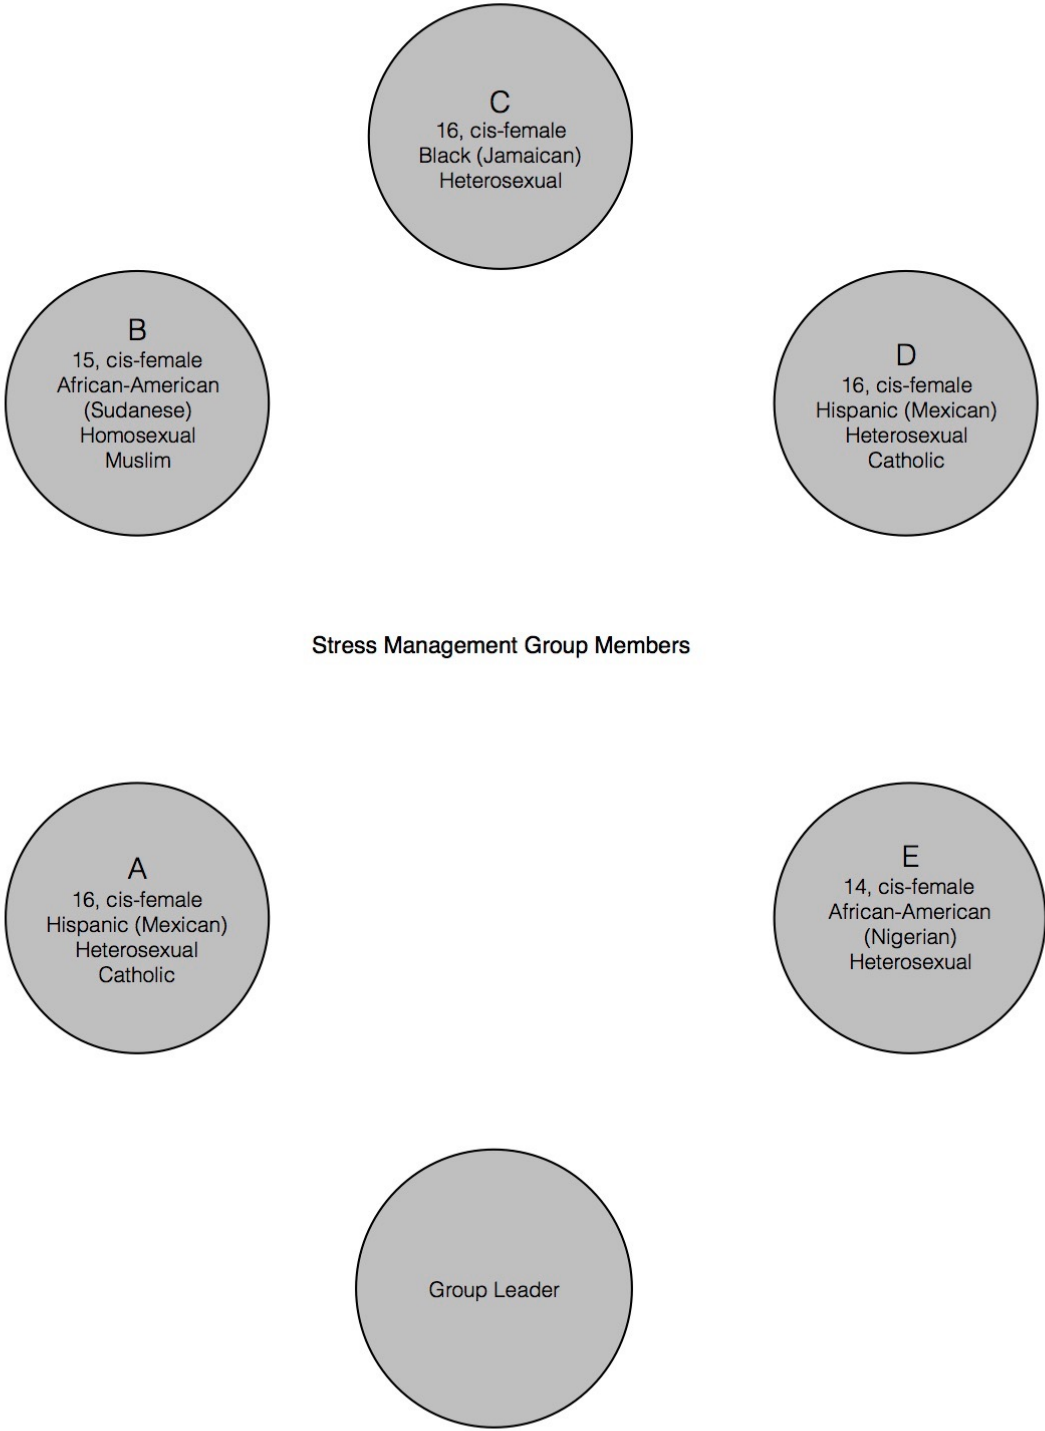 C
16, cis-female
Black (Jamaican)
Heterosexual
B
15, cis-female
African-American
(Sudanese)
Homosexual
Muslim
D
16, cis-female
Hispanic (Mexican)
Heterosexual
Catholic
Stress Management Group Members
A
16, cis-female
Hispanic (Mexican)
Heterosexual
Catholic
E
14, cis-female
African-American
(Nigerian)
Heterosexual
Group Leader